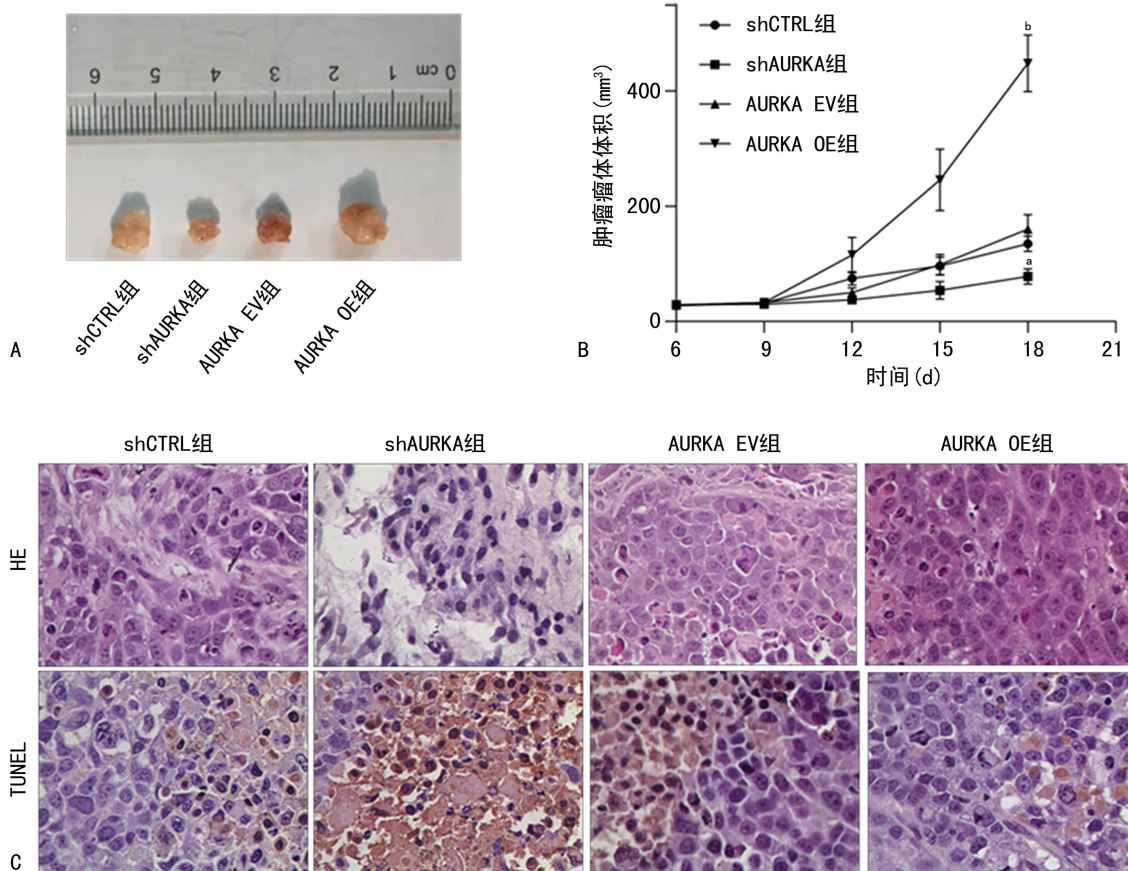 6 5 4 3 2 1 cm 0
shCTRL组
shAURKA组
AURKA EV组
AURKA OE组
A
shCTRL组
shAURKA组
AURKA EV组
AURKA OE组
肿瘤瘤体体积(mm³)
400
200
0
b
a
6 9 12 15 18 21
时间(d)
B
shCTRL组 shAURKA组 AURKA EV组 AURKA OE组
HE
TUNEL
C